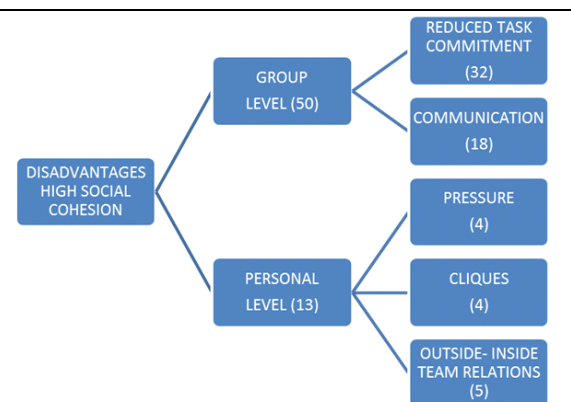 DISADVANTAGES
HIGH SOCIAL
COHESION
GROUP
LEVEL (50)
REDUCED TASK
COMMITMENT
(32)
COMMUNICATION
(18)
PERSONAL
LEVEL (13)
PRESSURE
(4)
CLIQUES
(4)
OUTSIDE- INSIDE
TEAM RELATIONS
(5)